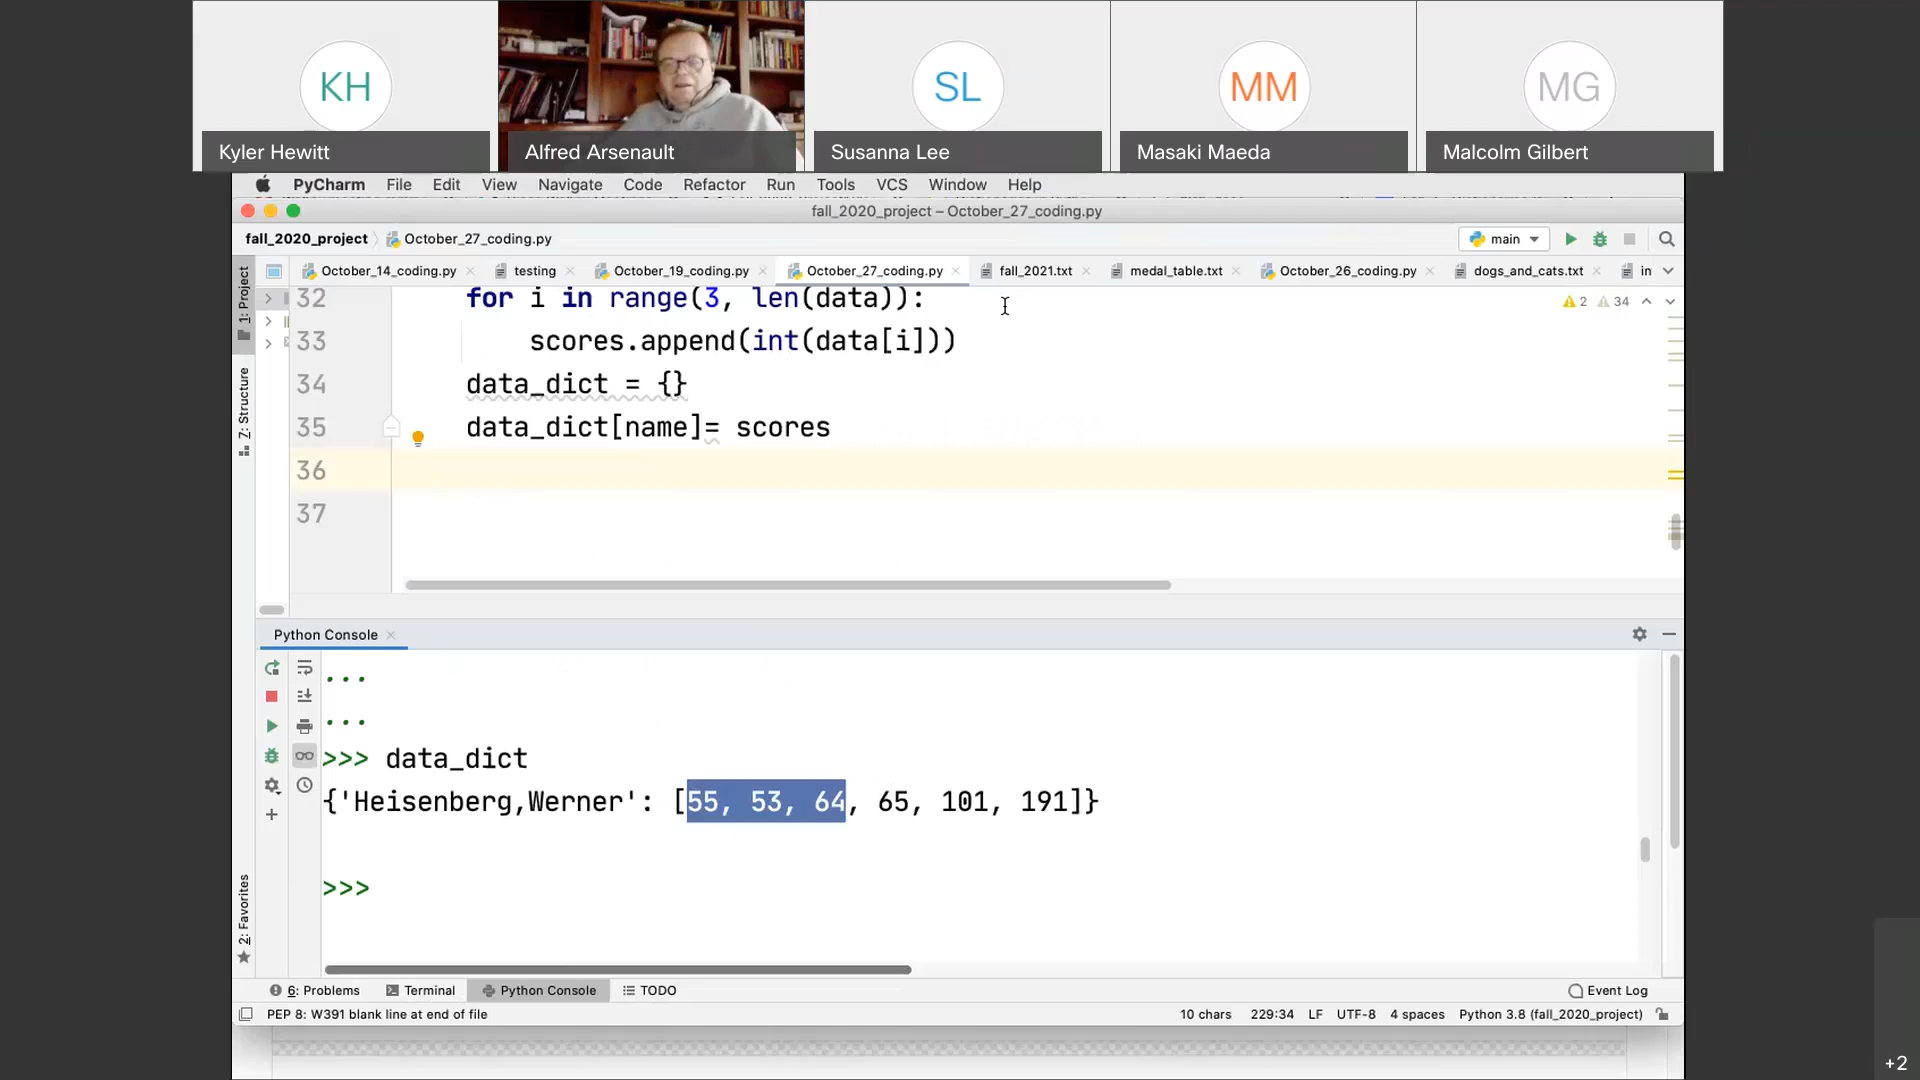 KH
Kyler Hewitt
Alfred Arsenault
SL
Susanna Lee
MM
Masaki Maeda
MG
Malcolm Gilbert
PyCharm File Edit View Navigate Code Refactor Run Tools VCS Window Help
fall_2020_project – October_27_coding.py
fall_2020_project October_27_coding.py
main
October_14_coding.py testing October_19_coding.py October_27_coding.py fall_2021.txt medal_table.txt October_26_coding.py dogs_and_cats.txt in
1: Project
Z: Structure
2: Favorites
2 34
32 for i in range(3, len(data)):
33 scores.append(int(data[i]))
34 data_dict = {}
35 data_dict[name]= scores
36
37
Python Console
...
...
>>> data_dict
{'Heisenberg,Werner': [55, 53, 64, 65, 101, 191]}
>>>
6: Problems Terminal Python Console TODO Event Log
PEP 8: W391 blank line at end of file 10 chars 229:34 LF UTF-8 4 spaces Python 3.8 (fall_2020_project)
+2